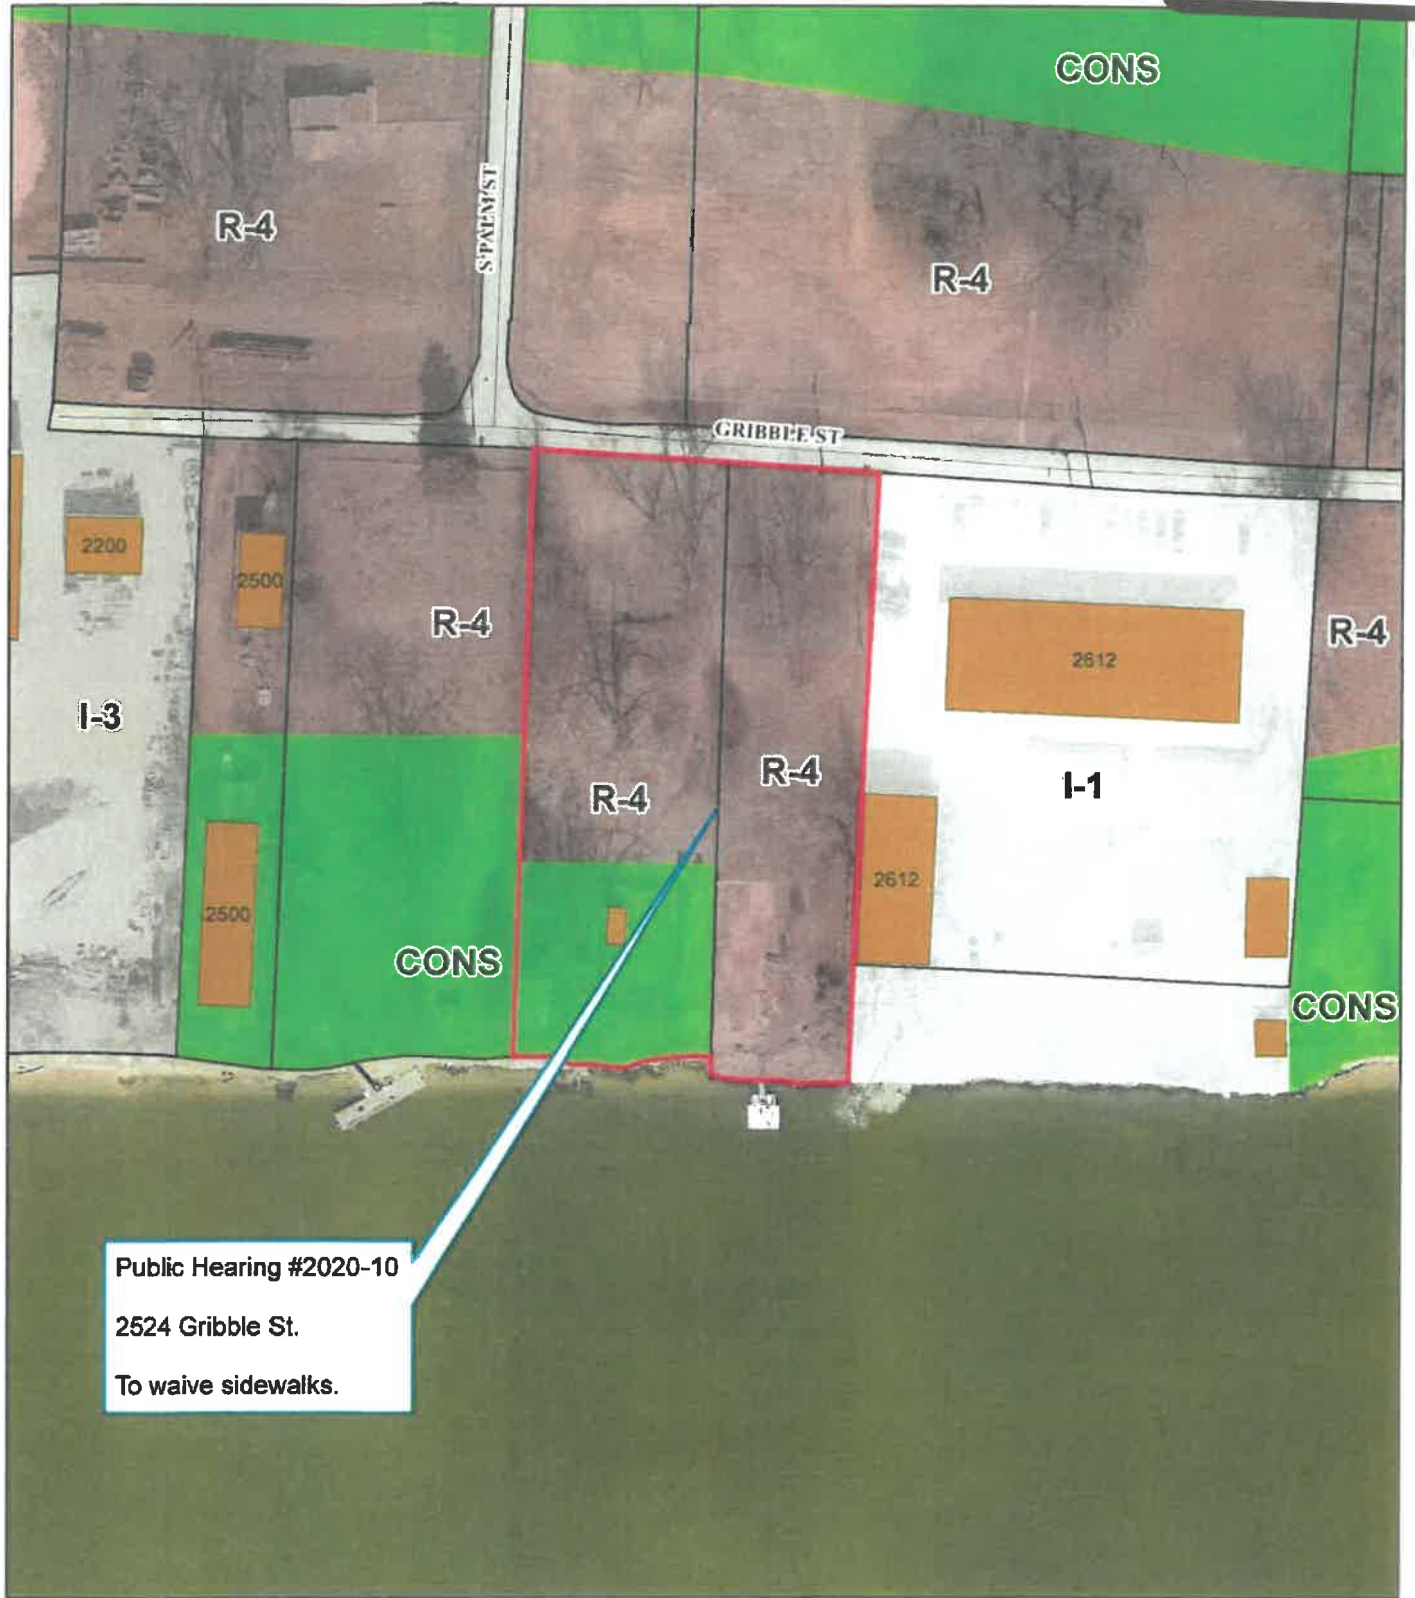 CONS
S PALM ST
R-4
R-4
GRIBBLE ST
2200
2500
R-4
2612
R-4
I-3
R-4
R-4
I-1
2612
2500
CONS
CONS
Public Hearing #2020-10
2524 Gribble St.
To waive sidewalks.